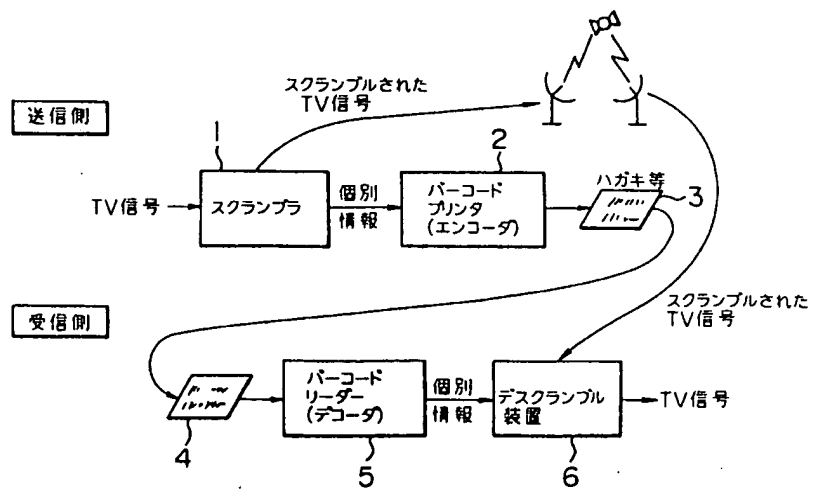 スクランブルされた
TV信号
送信側
1
2
ハガキ等
3
TV信号
スクランブラ
個別
情報
バーコード
プリンタ
(エンコーダ)
受信側
スクランブルされた
TV信号
バーコード
リーダー
(デコーダ)
個別
情報
デスクランブル
装置
TV信号
4
5
6